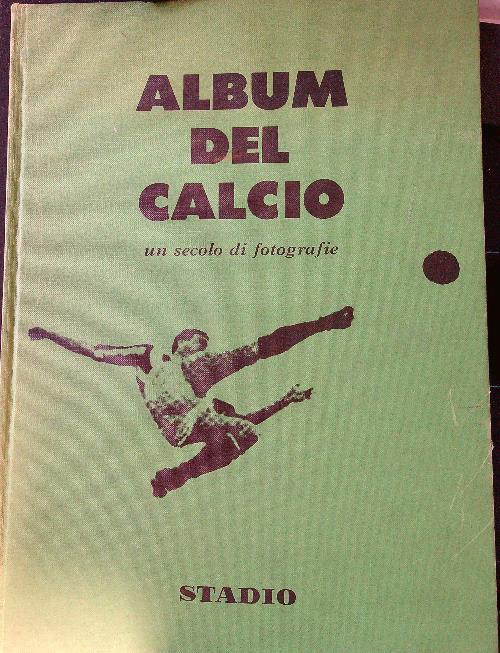 ALBUM
DEL
CALCIO
un secolo di fotografie
STADIO